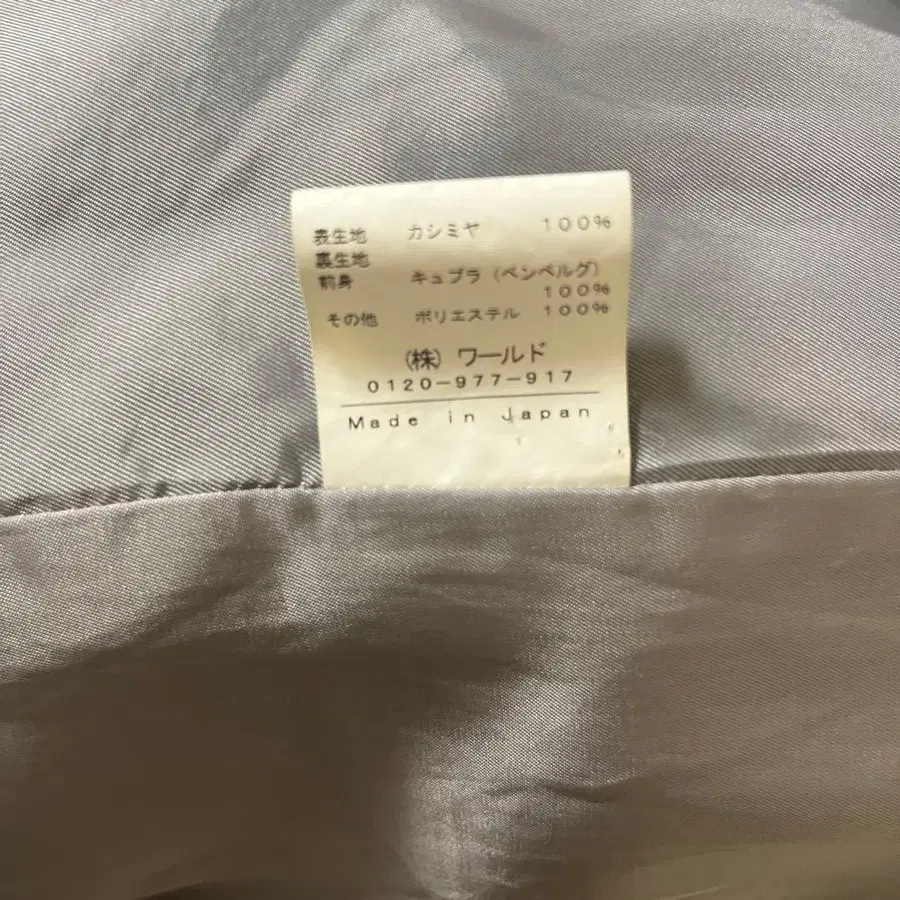 表生地 カシミヤ 100%
裏生地
前身 キュプラ（ベンベルグ）
100%
その他 ポリエステル 100%
（株）ワールド
0120-977-917
Made in Japan